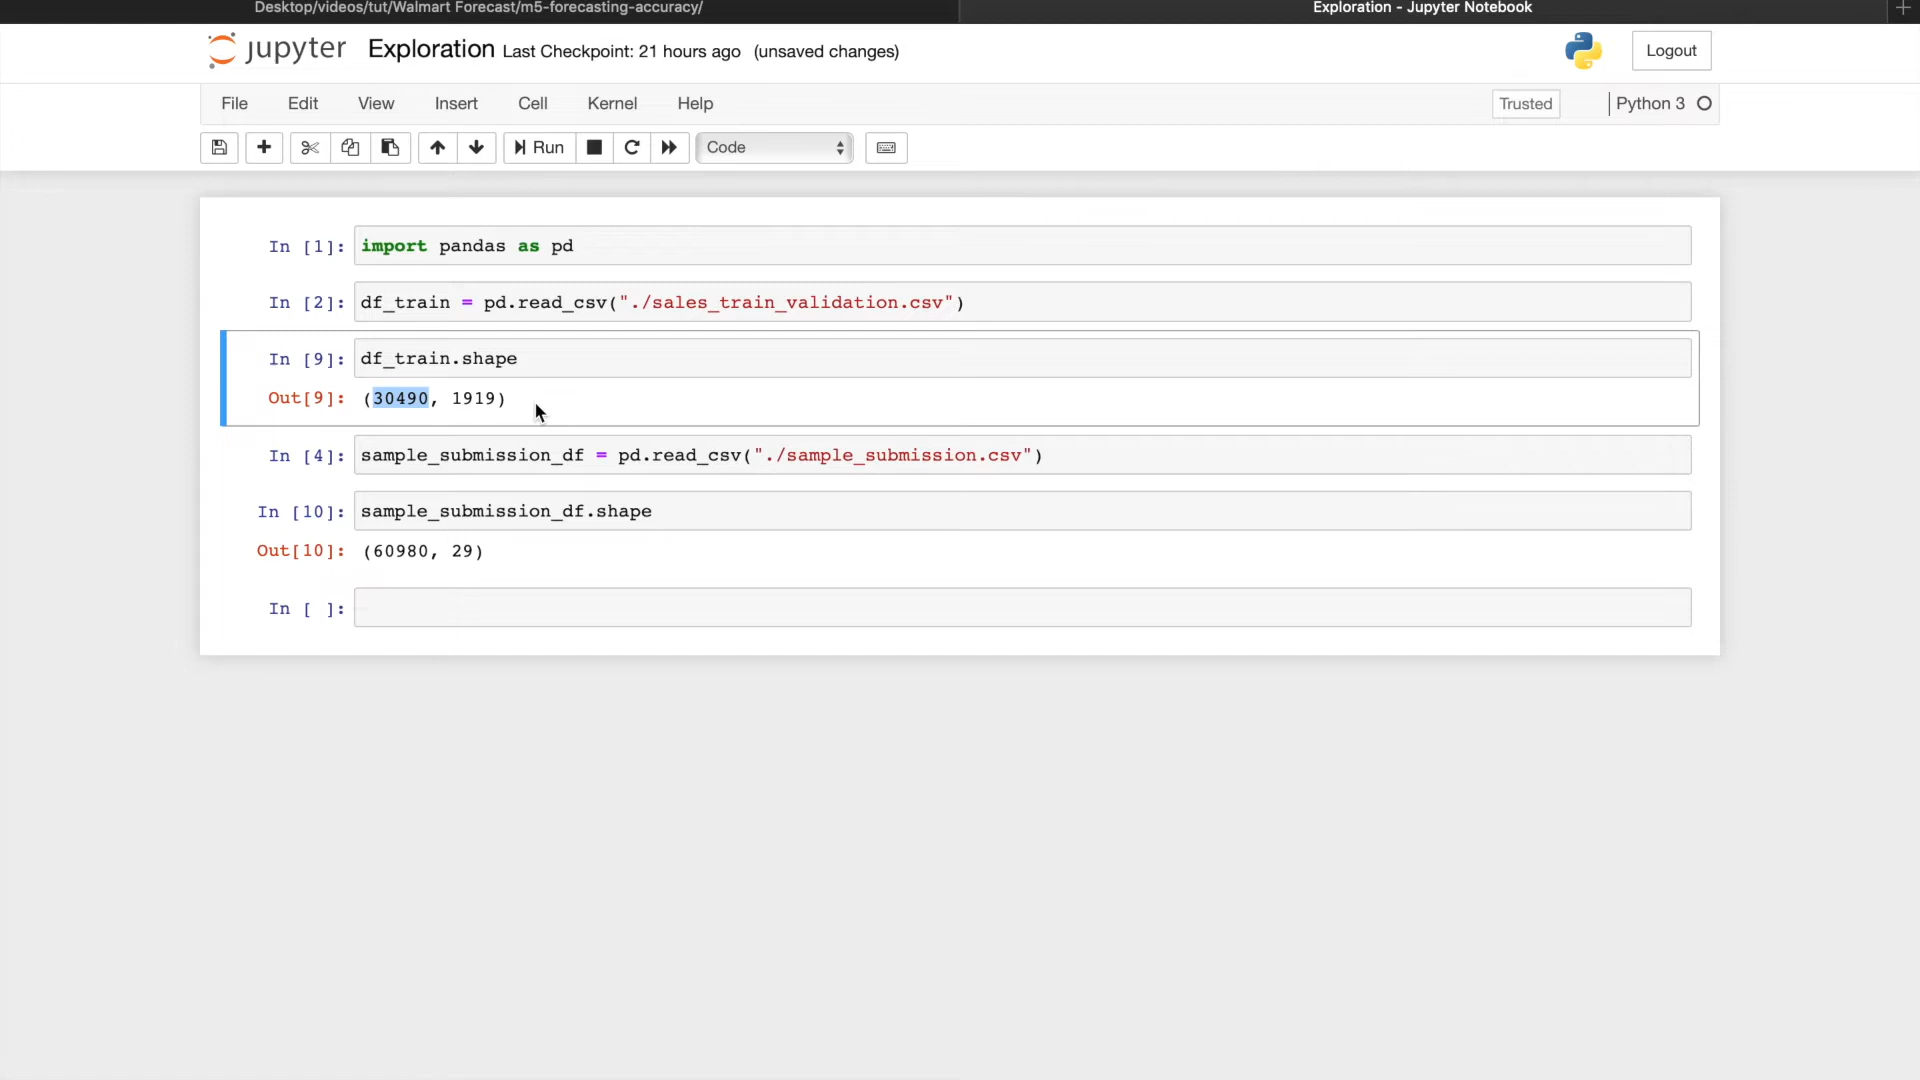 Desktop/videos/tut/Walmart Forecast/m5-forecasting-accuracy/ Exploration - Jupyter Notebook
jupyter Exploration Last Checkpoint: 21 hours ago (unsaved changes) Logout
File Edit View Insert Cell Kernel Help Trusted Python 3
Run Code
In [1]: import pandas as pd
In [2]: df_train = pd.read_csv("./sales_train_validation.csv")
In [9]: df_train.shape
Out[9]: (30490, 1919)
In [4]: sample_submission_df = pd.read_csv("./sample_submission.csv")
In [10]: sample_submission_df.shape
Out[10]: (60980, 29)
In [ ]: